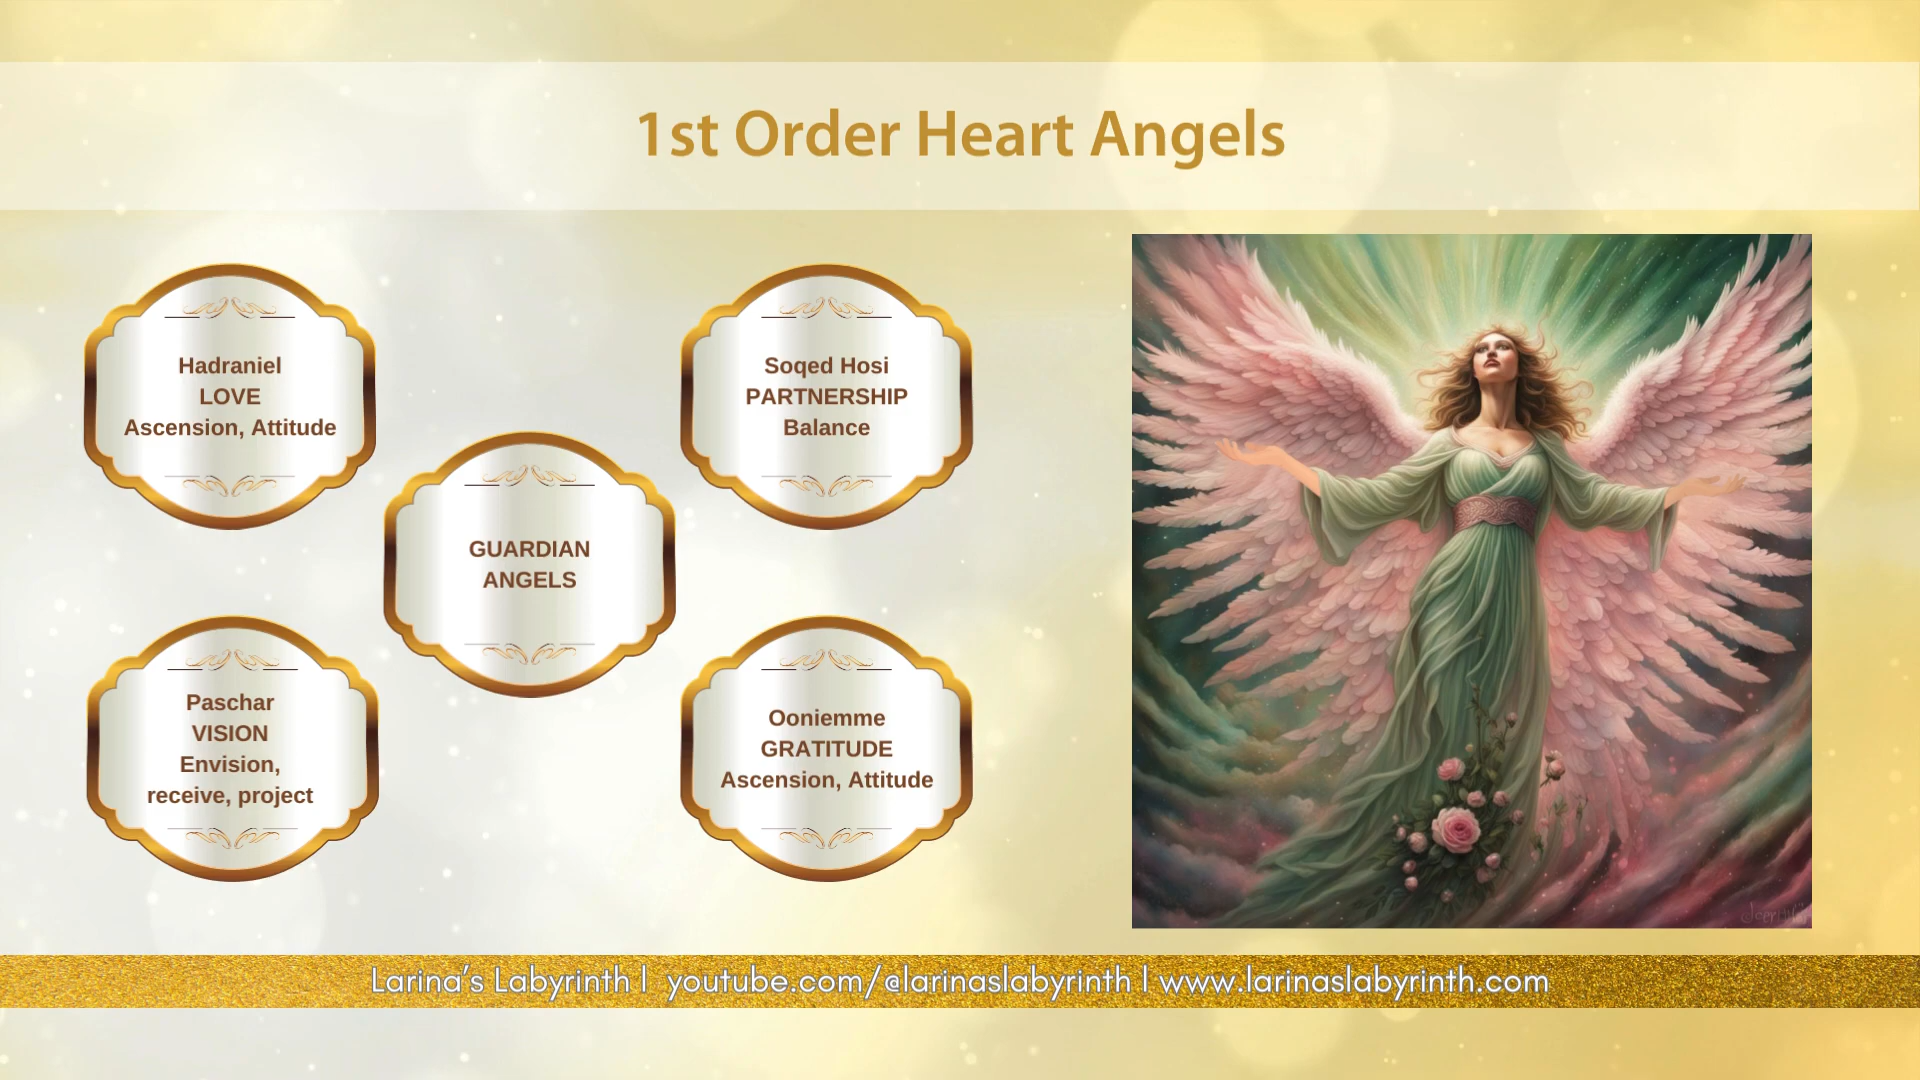 1st Order Heart Angels
Hadraniel
LOVE
Ascension, Attitude
Soqed Hosi
PARTNERSHIP
Balance
GUARDIAN
ANGELS
Paschar
VISION
Envision,
receive, project
Ooniemme
GRATITUDE
Ascension, Attitude
Larina's Labyrinth | youtube.com/@larinaslabyrinth | www.larinaslabyrinth.com